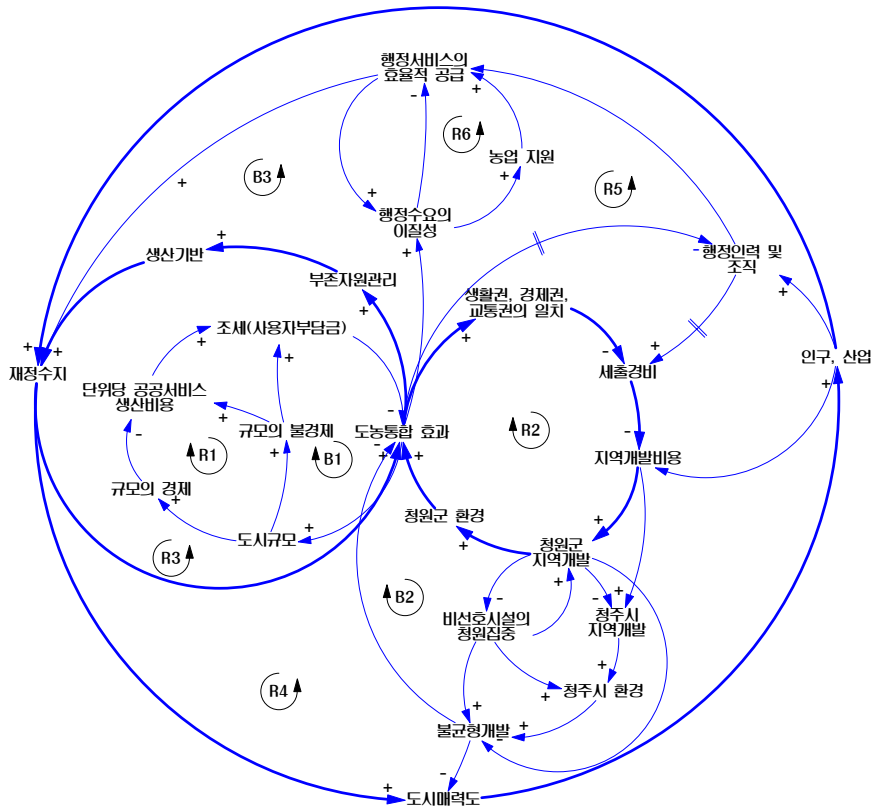 행정서비스의
효율적 공급
-
+
R6
농업 지원
B3
+
+
+
R5
행정수요의
이질성
+
생산기반
+
-
행정인력 및
조직
부존자원관리
생활권, 경제권,
교통권의 일치
+
+
+
+
조세(사용자부담금)
+
+
-
세출경비
+
+
인구, 산업
재정수지
단위당 공공서비스
생산비용
+
+
-
+
규모의 불경제
도농통합 효과
R2
-
-
R1
+
B1
-
+
+
지역개발비용
규모의 경제
+
청원군 환경
+
+
도시규모
+
청원군
지역개발
R3
B2
+
-
-
+
비선호시설의
청원집중
청주시
지역개발
+
R4
+
청주시 환경
+
+
불균형개발
-
-
+
도시매력도